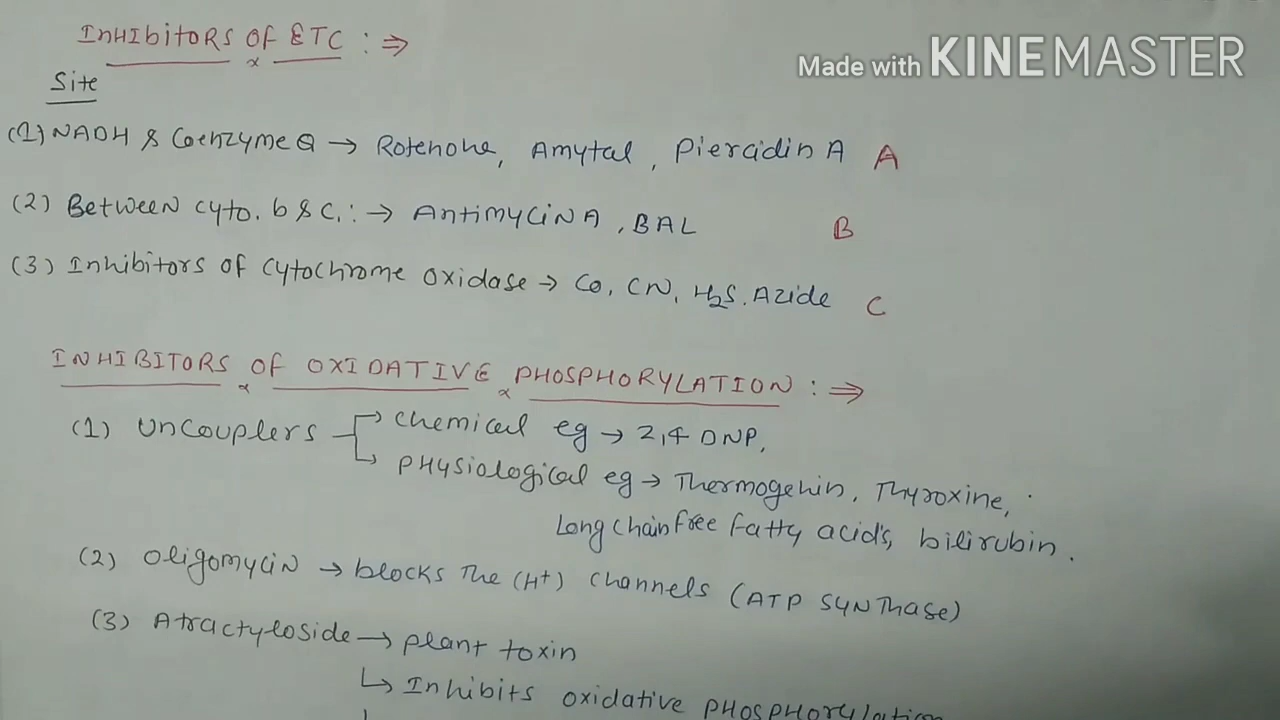 INHIBITORS OF ETC : ⇒
Made with KINEMASTER
Site
(1) NADH & Coenzyme Q → Rotenone, Amytal, Piericidin A A
(2) Between cyto. b & C₁ : → Antimycin A, BAL B
(3) Inhibitors of cytochrome oxidase → CO, CN, H₂S. Azide C
INHIBITORS OF OXIDATIVE PHOSPHORYLATION : ⇒
(1) Uncouplers → Chemical eg → 2,4 DNP,
↳ Physiological eg → Thermogenin, Thyroxine,
Long chain free fatty acid's, bilirubin.
(2) Oligomycin → blocks The (H⁺) Channels (ATP SYNThase)
(3) Atractyloside → plant toxin
↳ Inhibits oxidative phosphorylation